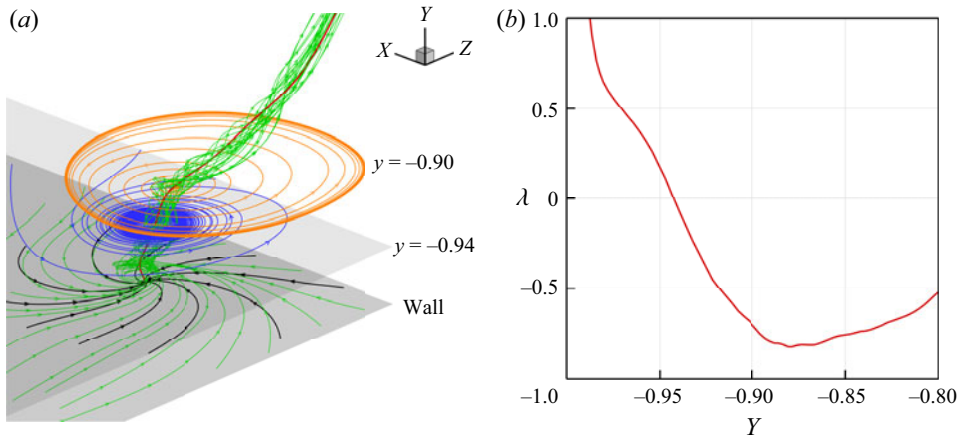 (a)
Y
X
Z
y = –0.90
y = –0.94
Wall
(b)
1.0
0.5
λ
0
–0.5
–1.0
–0.95
–0.90
–0.85
–0.80
Y